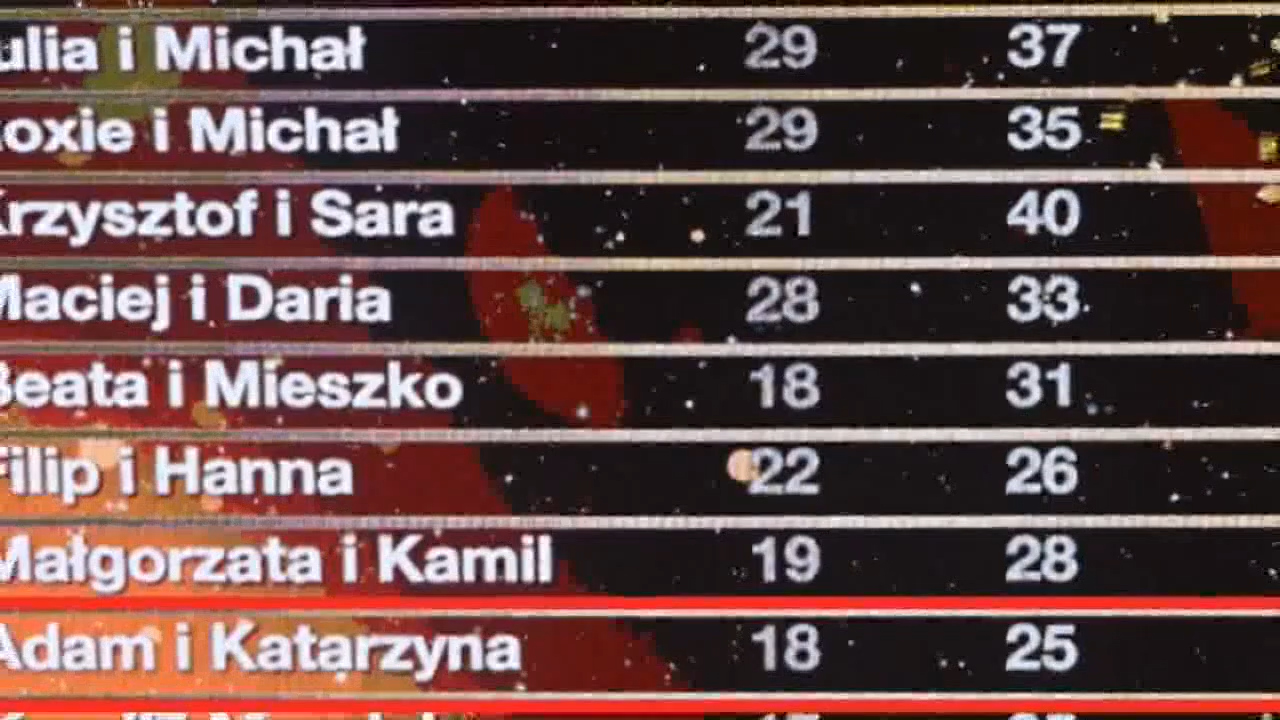 ulia i Michał 29 37
oxie i Michał 29 35
Krzysztof i Sara 21 40
Maciej i Daria 28 33
Beata i Mieszko 18 31
Filip i Hanna 22 26
Małgorzata i Kamil 19 28
Adam i Katarzyna 18 25